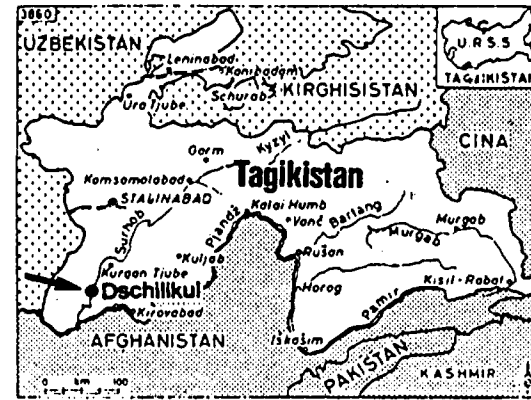 3860
UZBEKISTAN
Leninabad
Kanibadam
Schurab
Ura Tjube
KIRGHISISTAN
U.R.S.S
TAGIKISTAN
CINA
Garm
Kyzyl
Komsomolabad
Tagikistan
STALINABAD
Surhob
Kalai Humb
Pjandž
Vanč
Bartang
Murgab
Murgab
Kuljab
Rušan
Kurgan Tjube
Dschilikul
Kirovabad
Horog
Pamir
Kisil-Rabat
Iškašim
AFGHANISTAN
PAKISTAN
KASHMIR
0 km 100